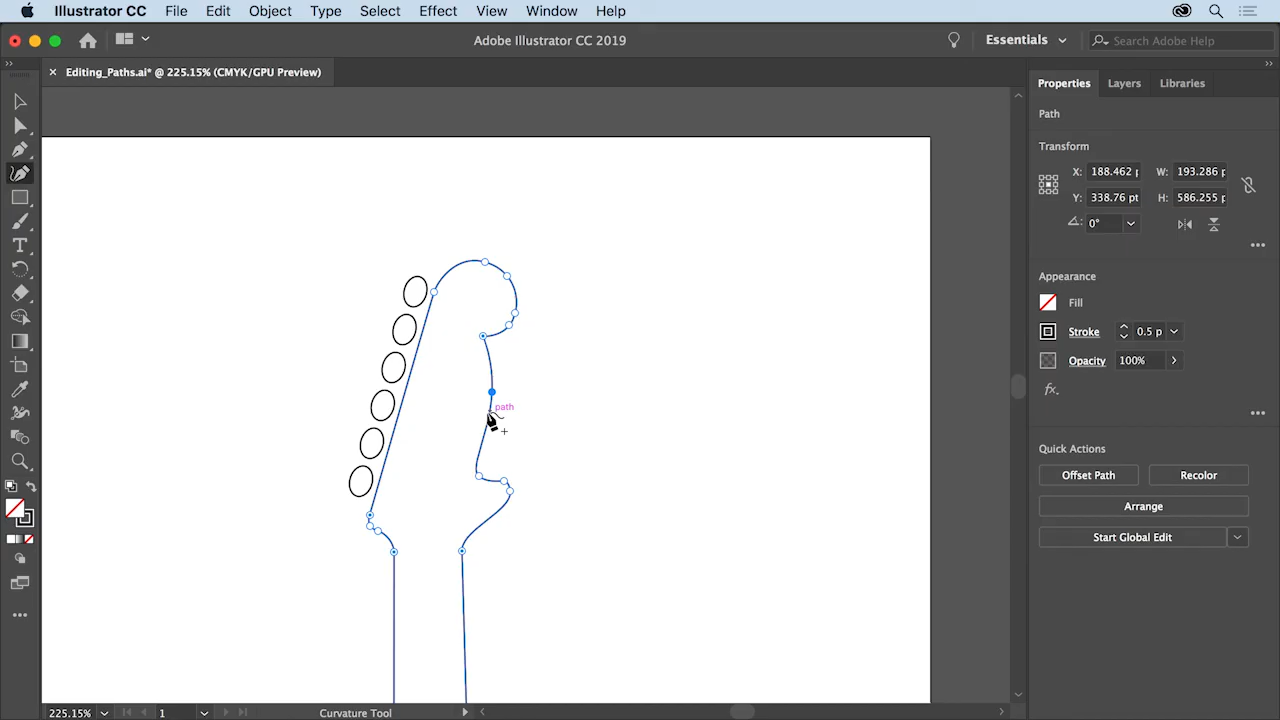 Illustrator CC File Edit Object Type Select Effect View Window Help
Adobe Illustrator CC 2019
Essentials
Search Adobe Help
× Editing_Paths.ai* @ 225.15% (CMYK/GPU Preview)
Properties Layers Libraries
Path
Transform
X: 188.462 p W: 193.286 p
Y: 338.76 pt H: 586.255 p
0°
Appearance
Fill
Stroke 0.5 p
Opacity 100%
fx.
path
Quick Actions
Offset Path Recolor
Arrange
Start Global Edit
225.15% 1 Curvature Tool